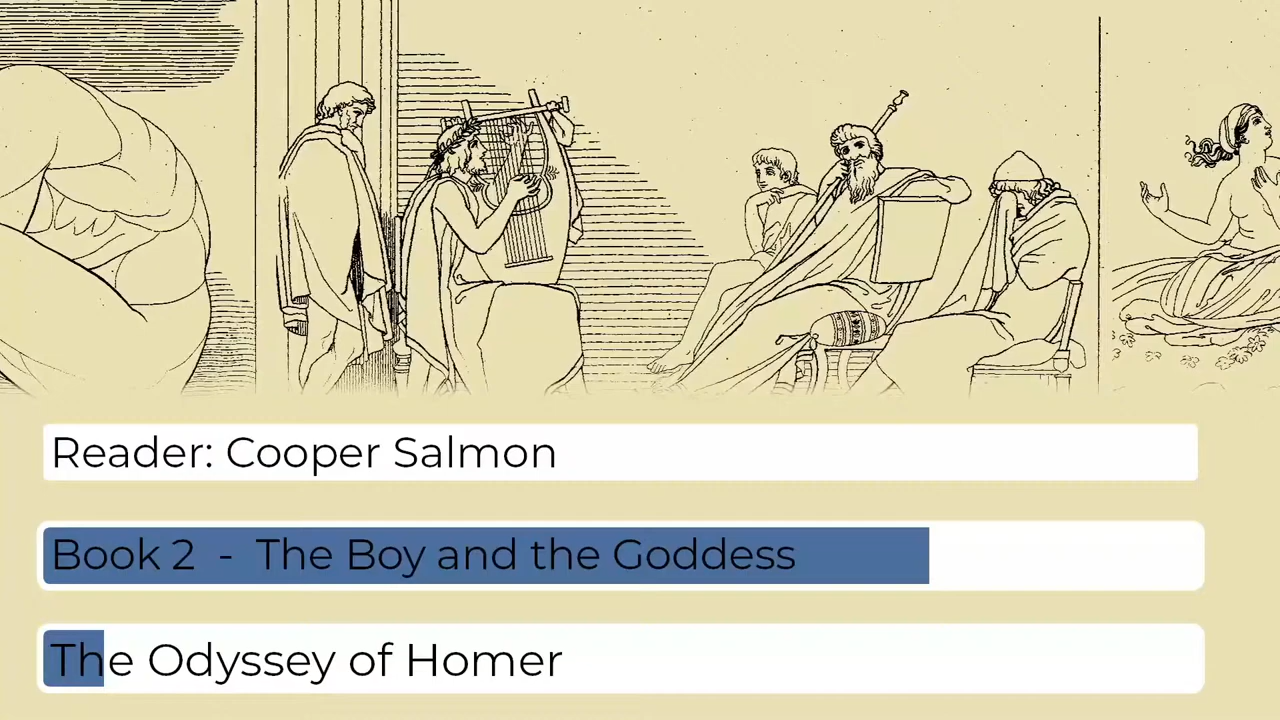 Reader: Cooper Salmon
Book 2 - The Boy and the Goddess
The Odyssey of Homer